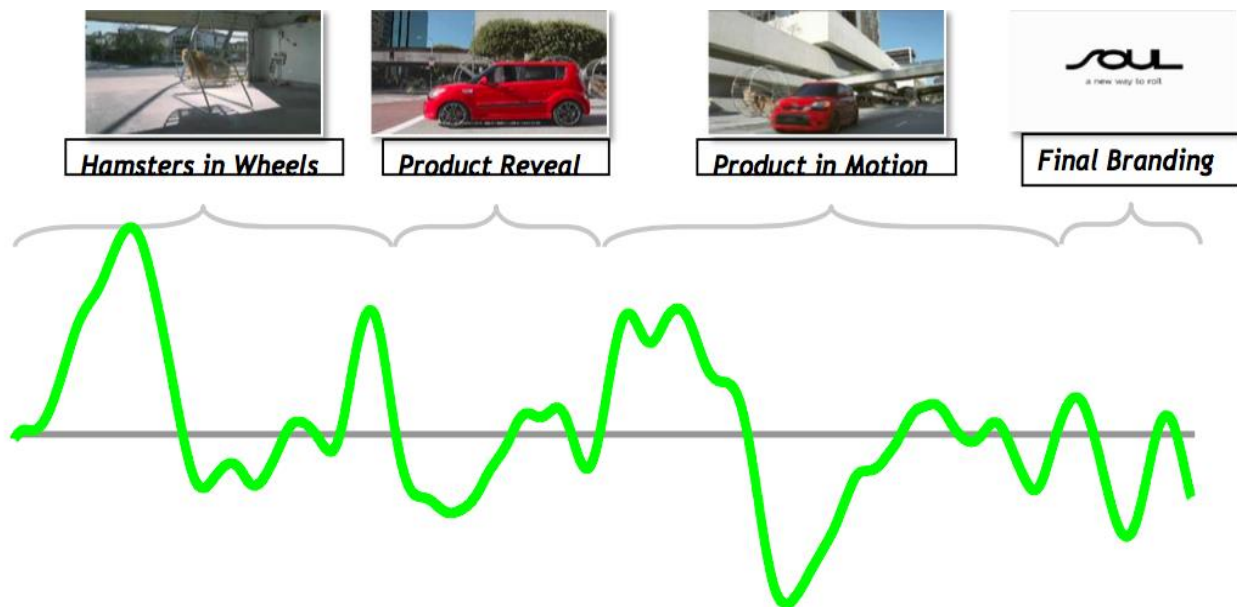 SOUL
a new way to roll
Hamsters in Wheels
Product Reveal
Product in Motion
Final Branding